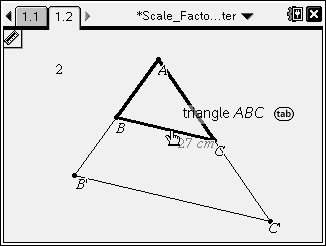 1.1 1.2 *Scale_Facto...ter
2
A
triangle ABC tab
B
27 cm
C
B'
C'